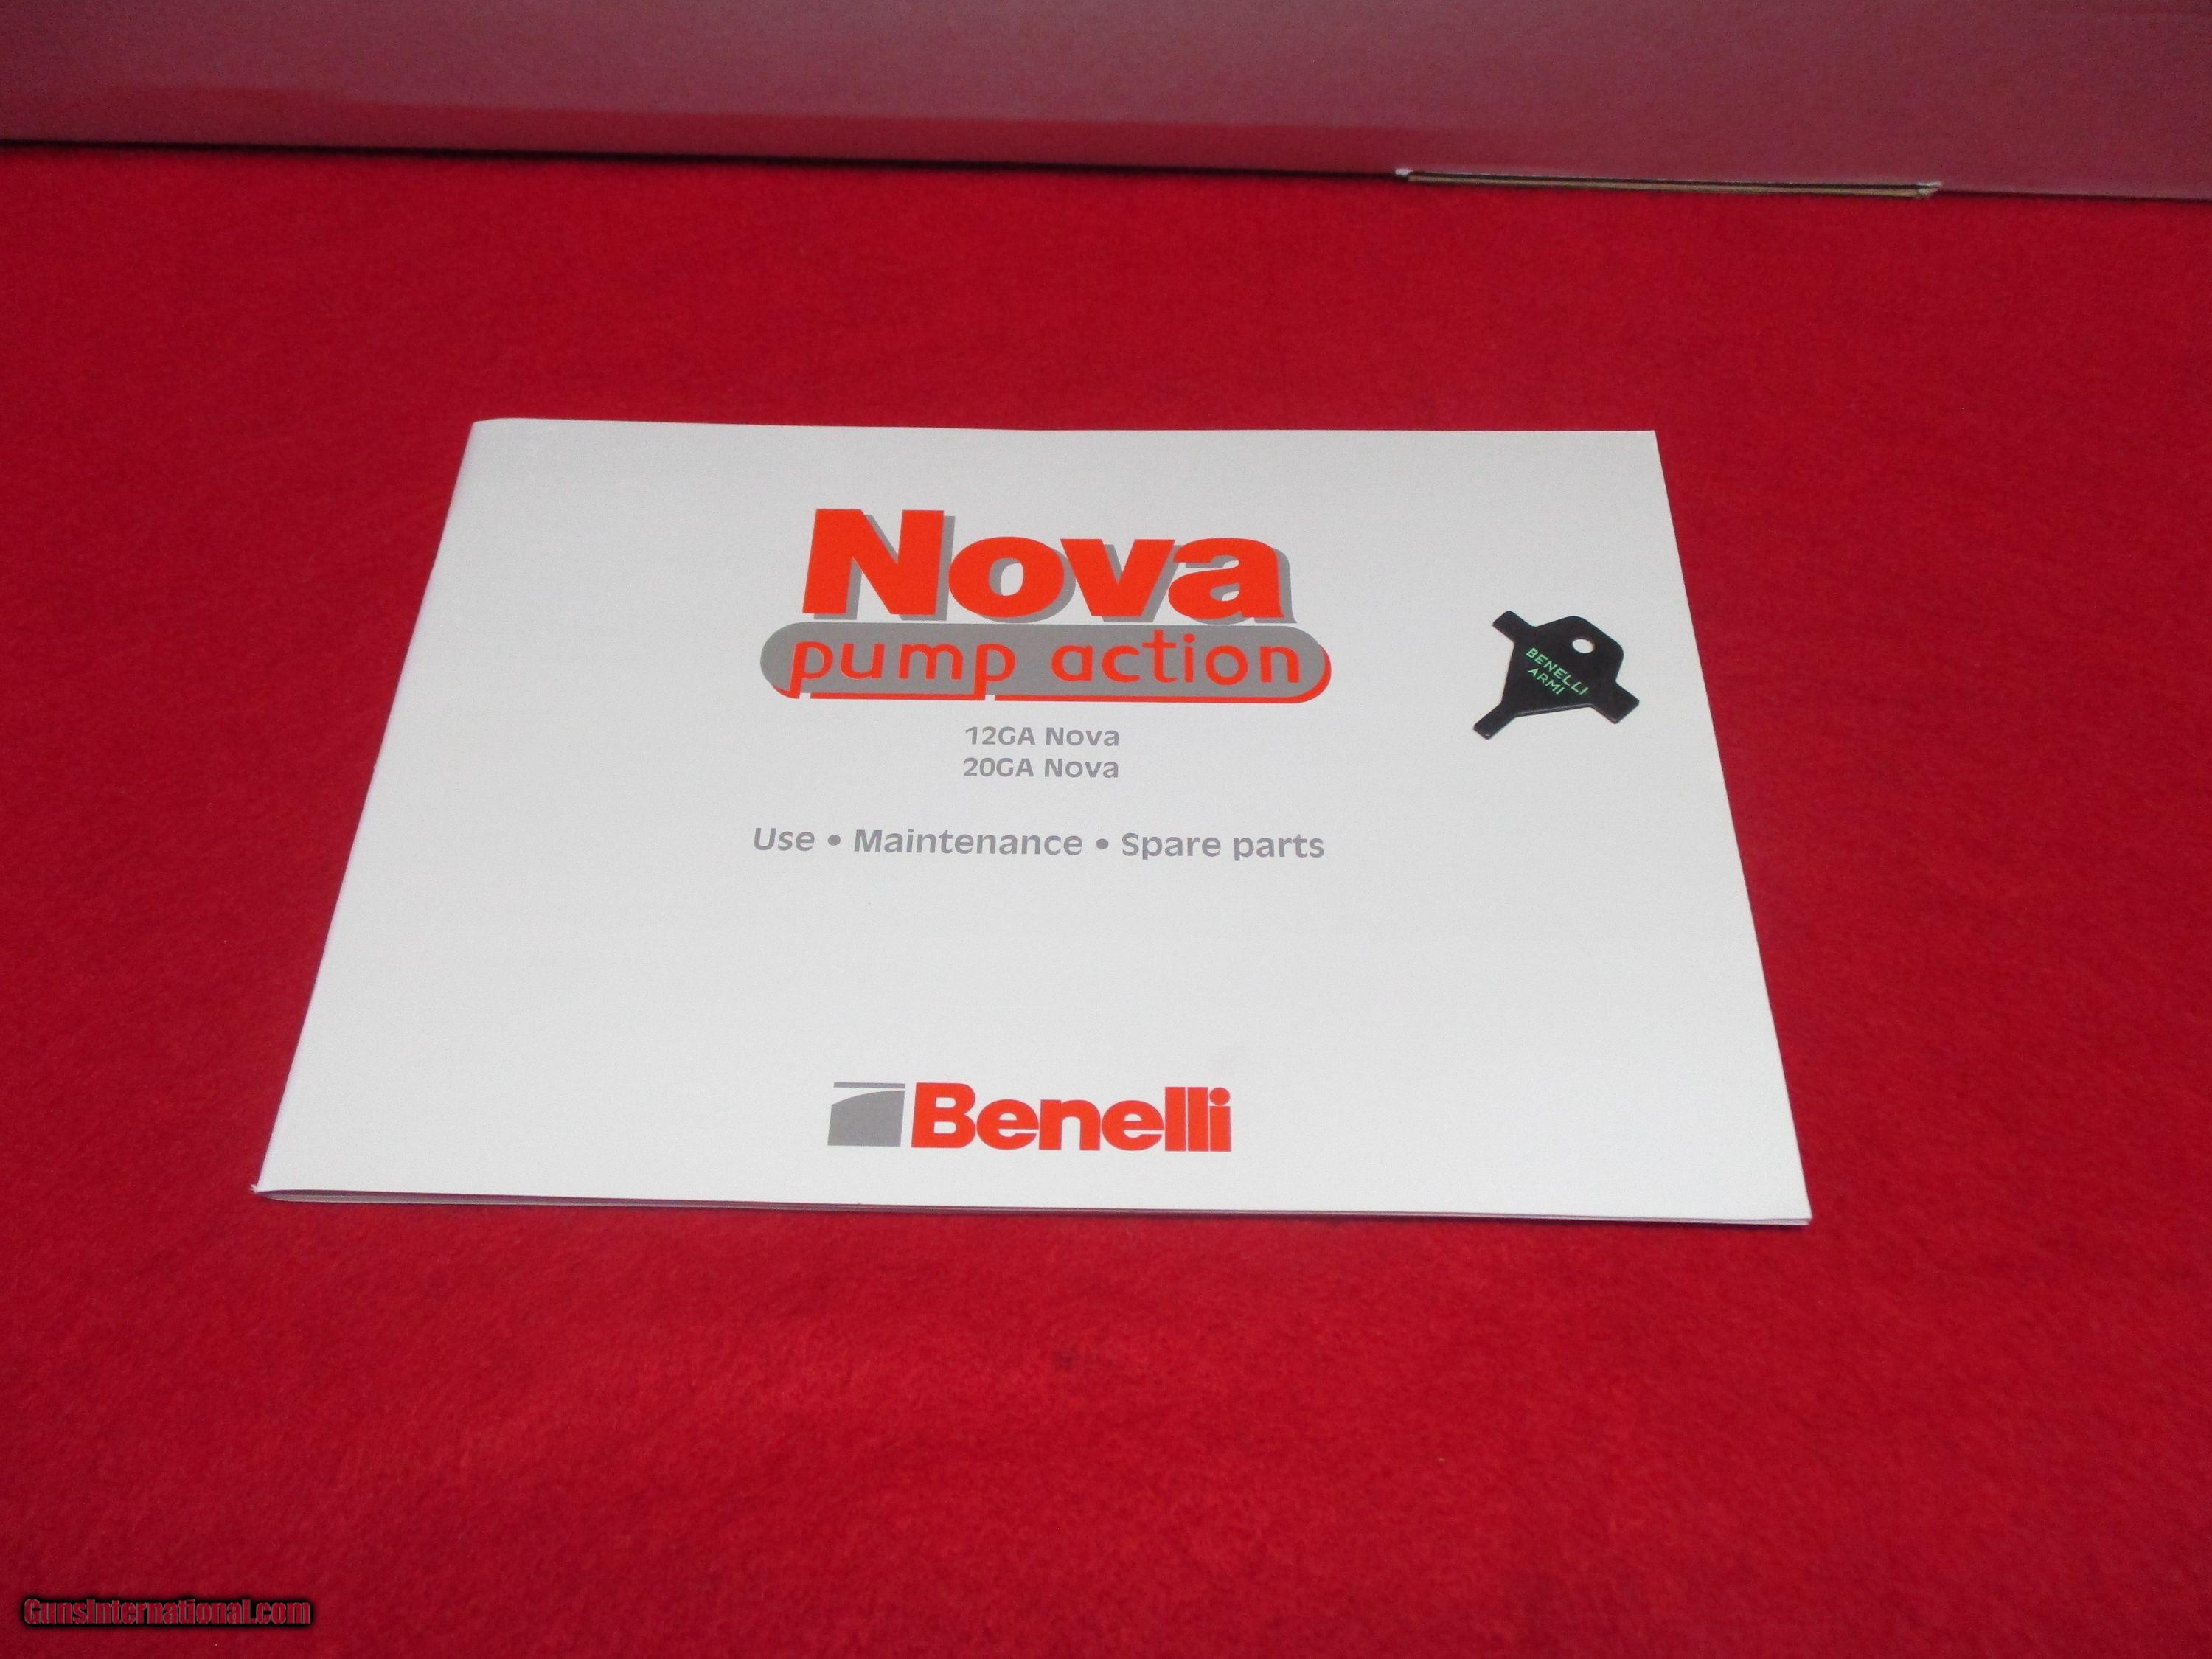 Nova
pump action
12GA Nova
20GA Nova
Use • Maintenance • Spare parts
BENELLI
ARMI
Benelli
GunsInternational.com